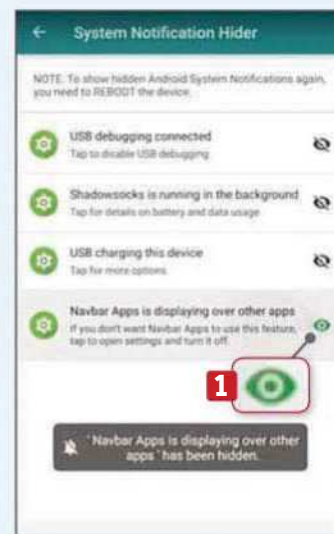 System Notification Hider
NOTE: To show hidden Android System Notifications again,
you need to REBOOT the device.
USB debugging connected
Tap to disable USB debugging
Shadowsocks is running in the background
Tap for details on battery and data usage
USB charging this device
Tap for more options.
Navbar Apps is displaying over other apps
If you don't want Navbar Apps to use this feature,
tap to open settings and turn it off.
1
' Navbar Apps is displaying over other
apps ' has been hidden.